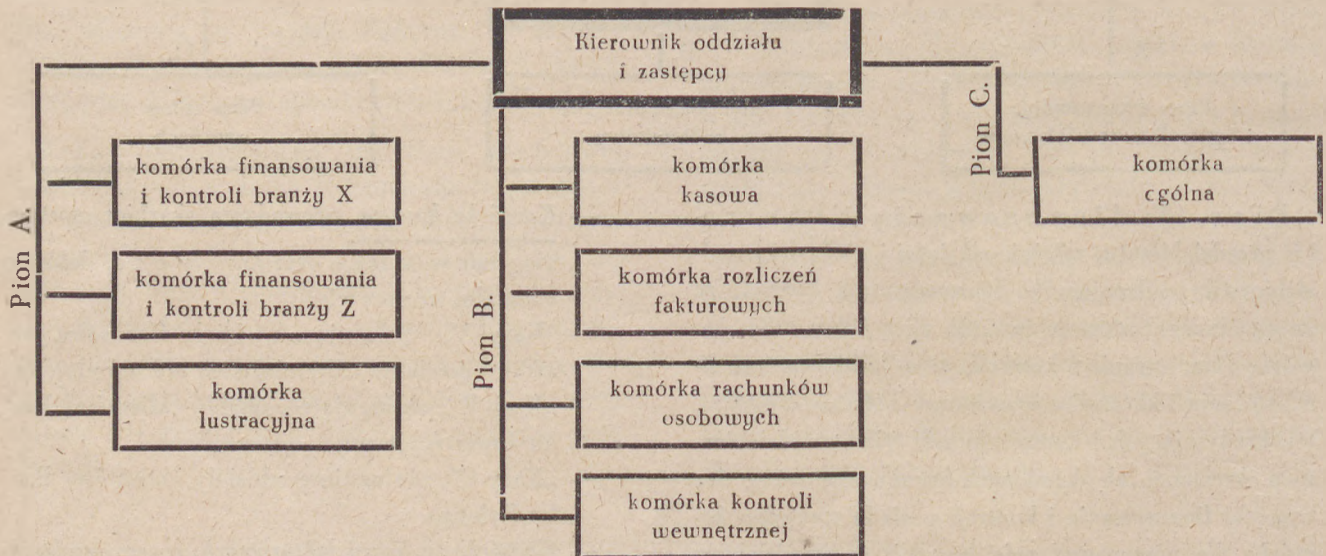 Kierownik oddziału
i zastępcy
Pion A.
komórka finansowania
i kontroli branży X
komórka finansowania
i kontroli branży Z
komórka
lustracyjna
Pion B.
komórka
kasowa
komórka rozliczeń
fakturowych
komórka rachunków
osobowych
komórka kontroli
wewnętrznej
Pion C.
komórka
cgólna